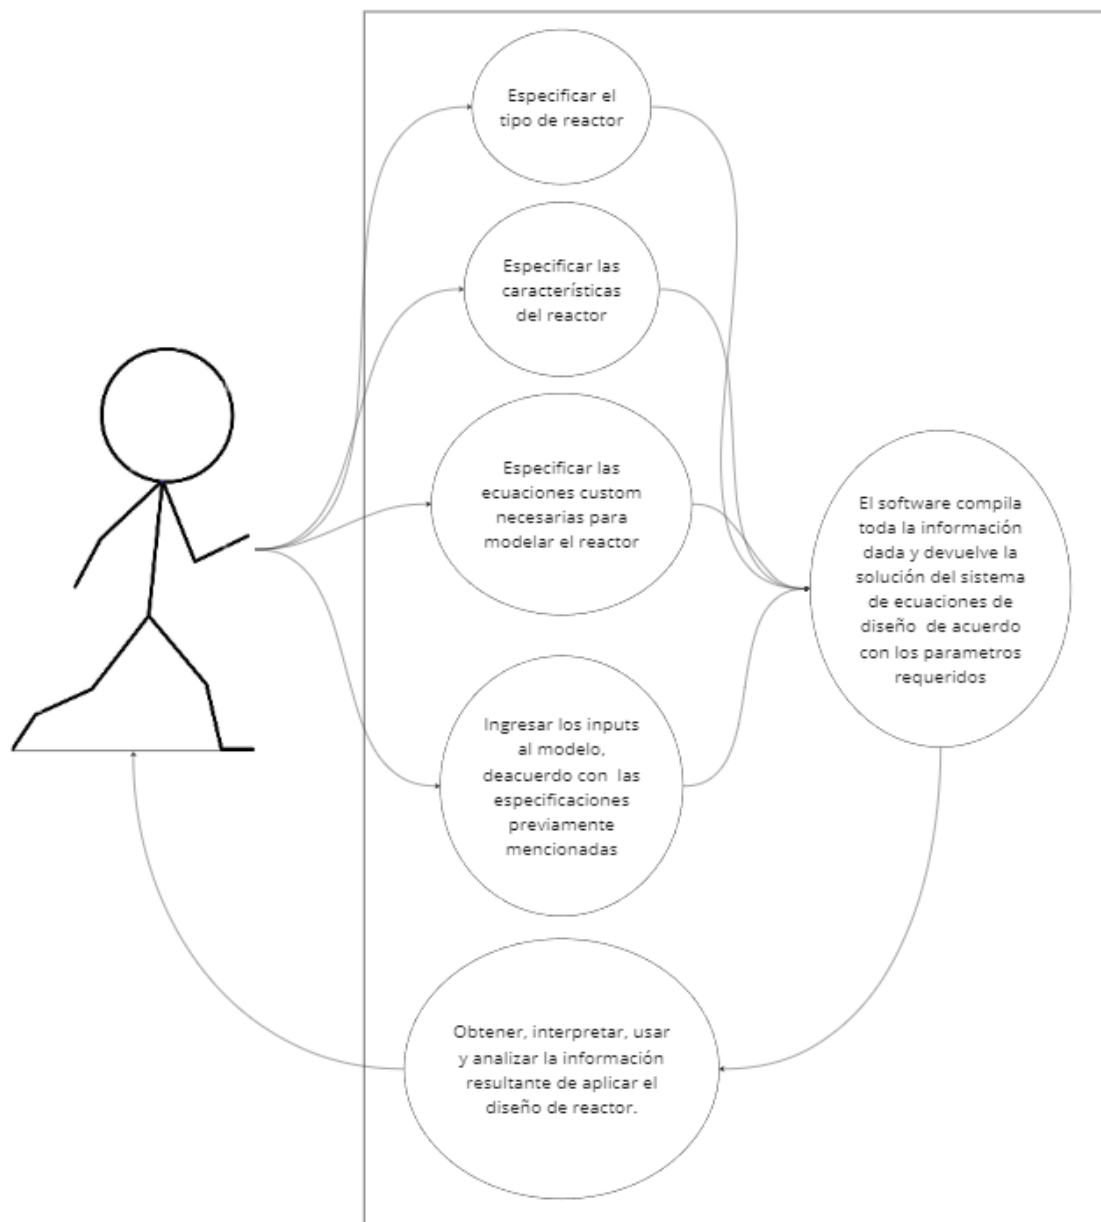 Especificar el
tipo de reactor
Especificar las
características
del reactor
Especificar las
ecuaciones custom
necesarias para
modelar el reactor
El software compila
toda la información
dada y devuelve la
solución del sistema
de ecuaciones de
diseño de acuerdo
con los parametros
requeridos
Ingresar los inputs
al modelo,
deacuerdo con las
especificaciones
previamente
mencionadas
Obtener, interpretar, usar
y analizar la información
resultante de aplicar el
diseño de reactor.